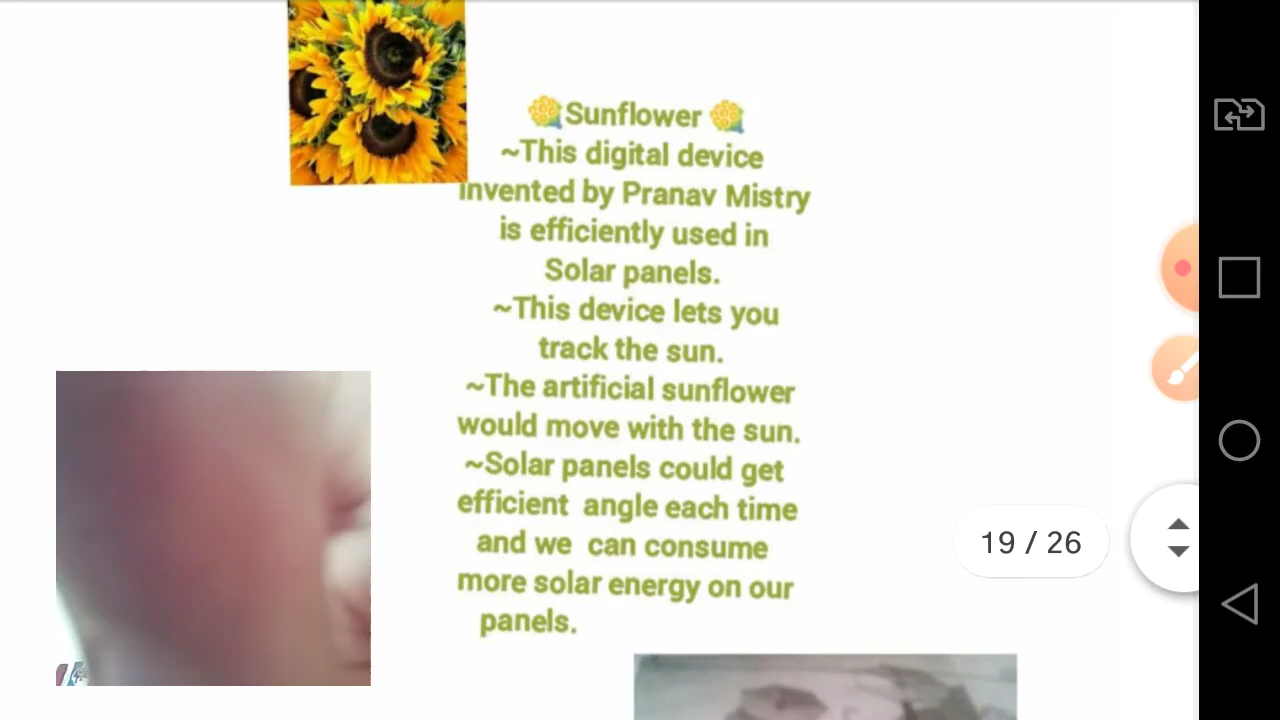 Sunflower
~This digital device
invented by Pranav Mistry
is efficiently used in
Solar panels.
~This device lets you
track the sun.
~The artificial sunflower
would move with the sun.
~Solar panels could get
efficient angle each time
and we can consume
more solar energy on our
panels.
19 / 26